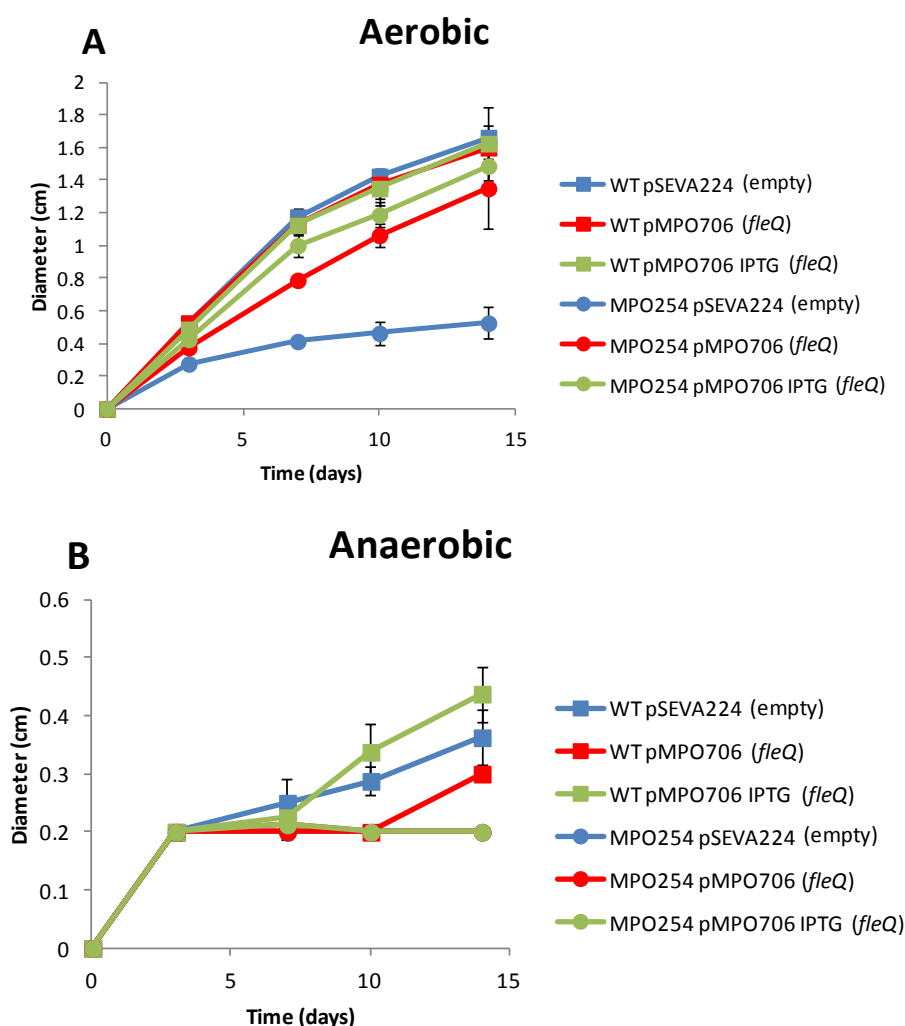 A
Aerobic
2
1.8
1.6
1.4
1.2
1
0.8
0.6
0.4
0.2
0
Diameter (cm)
0 5 10 15
Time (days)
WT pSEVA224 (empty)
WT pMPO706 (fleQ)
WT pMPO706 IPTG (fleQ)
MPO254 pSEVA224 (empty)
MPO254 pMPO706 (fleQ)
MPO254 pMPO706 IPTG (fleQ)
B
Anaerobic
0.6
0.5
0.4
0.3
0.2
0.1
0
Diameter (cm)
0 5 10 15
Time (days)
WT pSEVA224 (empty)
WT pMPO706 (fleQ)
WT pMPO706 IPTG (fleQ)
MPO254 pSEVA224 (empty)
MPO254 pMPO706 (fleQ)
MPO254 pMPO706 IPTG (fleQ)